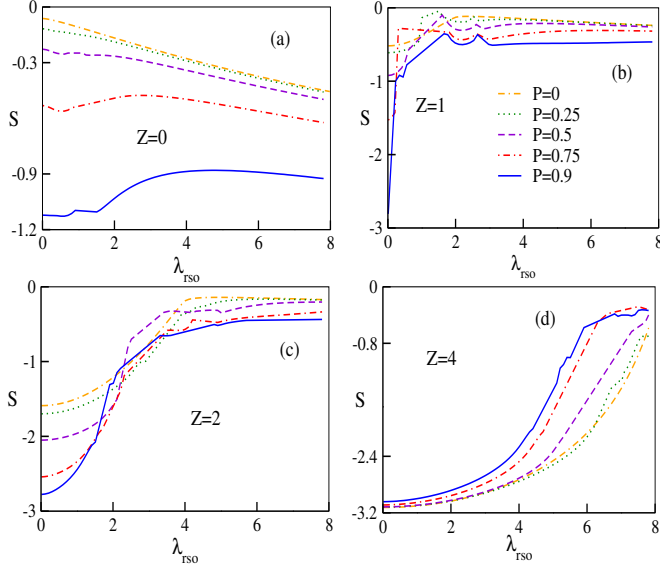 0
(a)
-0.3
S
-0.6
Z=0
-0.9
-1.2
0 2 4 6 8
λrso
0
-1
S
Z=1
(b)
P=0
P=0.25
P=0.5
P=0.75
P=0.9
-2
-3
0 2 4 6 8
λrso
0
-1
(c)
S
-2
Z=2
-3
0 2 4 6 8
λrso
0
(d)
-0.8
Z=4
S
-1.6
-2.4
-3.2
0 2 4 6 8
λrso